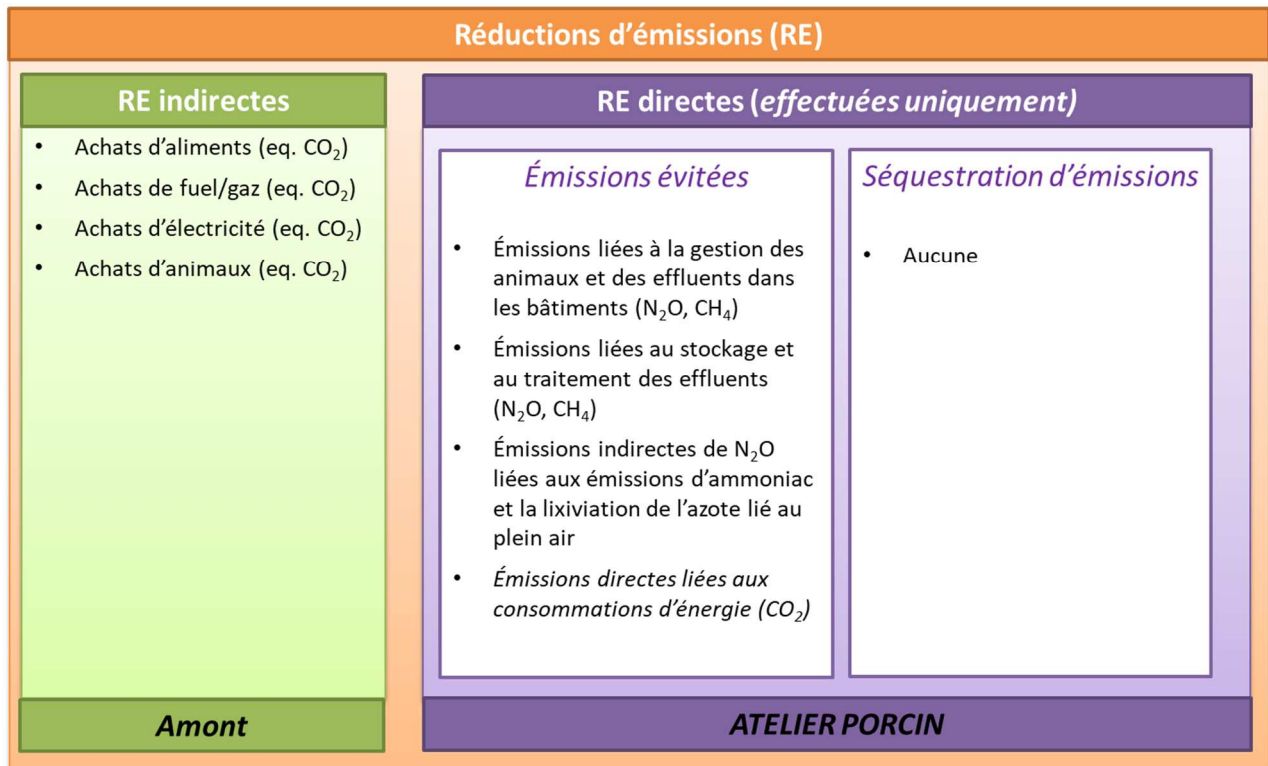 Réductions d'émissions (RE)
RE indirectes
• Achats d'aliments (eq. CO₂)
• Achats de fuel/gaz (eq. CO₂)
• Achats d'électricité (eq. CO₂)
• Achats d'animaux (eq. CO₂)
Amont
RE directes (effectuées uniquement)
Émissions évitées
• Émissions liées à la gestion des
animaux et des effluents dans
les bâtiments (N₂O, CH₄)
• Émissions liées au stockage et
au traitement des effluents
(N₂O, CH₄)
• Émissions indirectes de N₂O
liées aux émissions d'ammoniac
et la lixiviation de l'azote lié au
plein air
• Émissions directes liées aux
consommations d'énergie (CO₂)
Séquestration d'émissions
• Aucune
ATELIER PORCIN